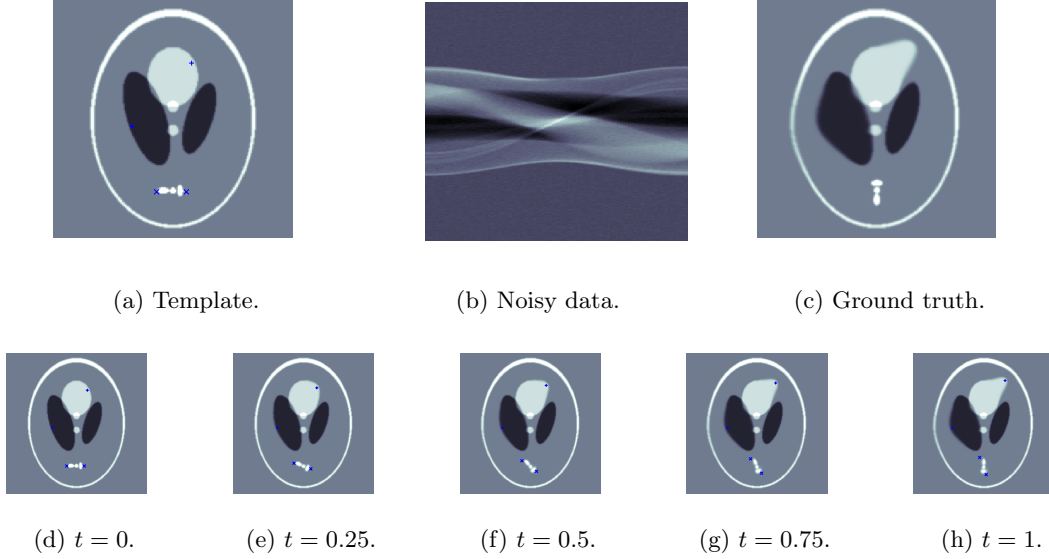 (a) Template.
(b) Noisy data.
(c) Ground truth.
(d) t = 0.
(e) t = 0.25.
(f) t = 0.5.
(g) t = 0.75.
(h) t = 1.